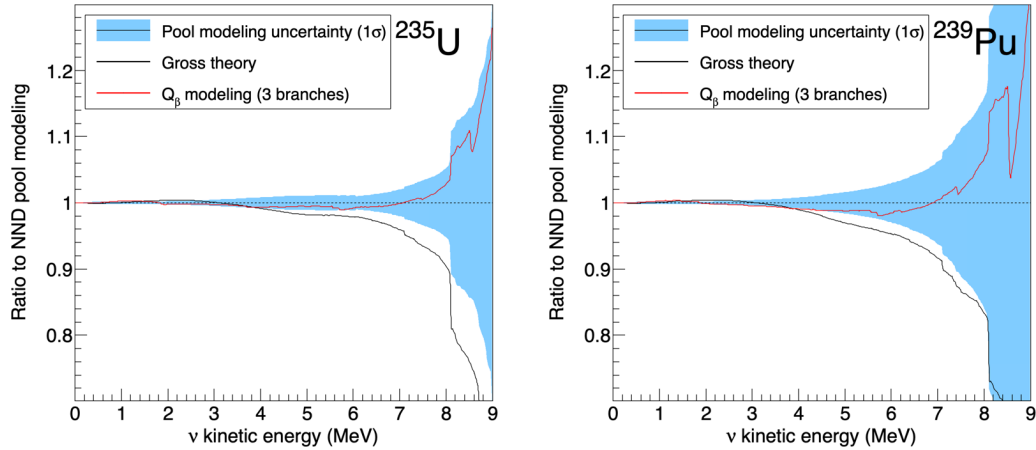 235U
Pool modeling uncertainty (1σ)
Gross theory
Qβ modeling (3 branches)
Ratio to NND pool modeling
1.2
1.1
1
0.9
0.8
0 1 2 3 4 5 6 7 8 9
ν kinetic energy (MeV)
239Pu
Pool modeling uncertainty (1σ)
Gross theory
Qβ modeling (3 branches)
Ratio to NND pool modeling
1.2
1.1
1
0.9
0.8
0 1 2 3 4 5 6 7 8 9
ν kinetic energy (MeV)